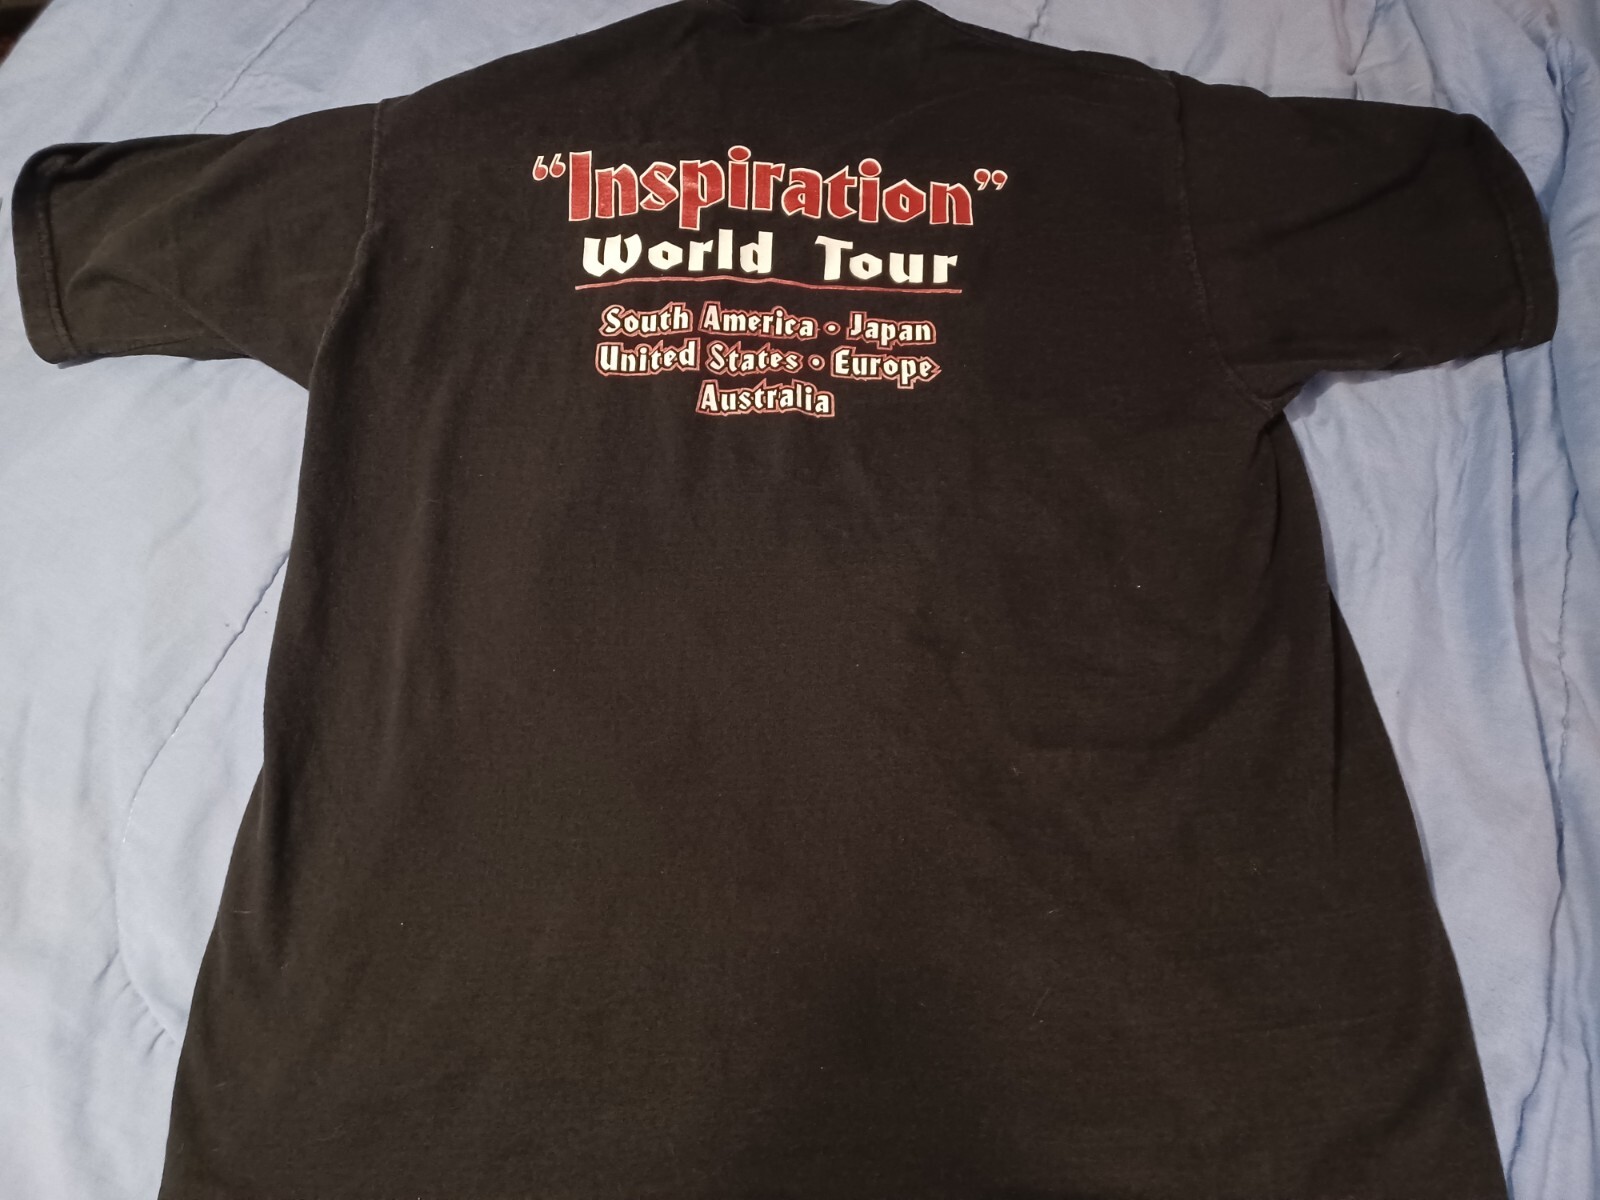 “Inspiration”
World Tour
South America • Japan
United States • Europe
Australia